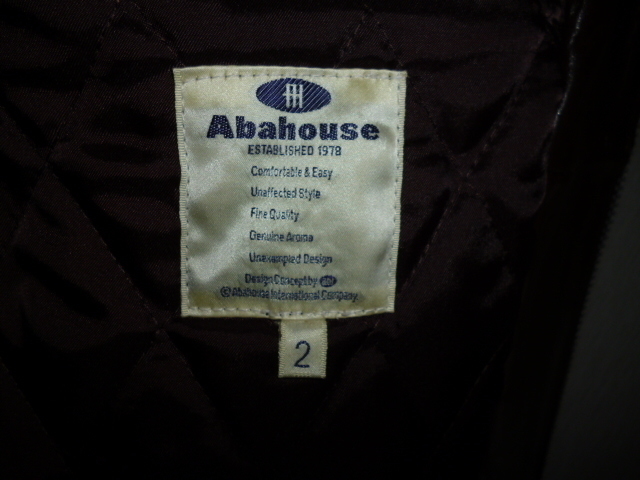 AH
Abahouse
ESTABLISHED 1978
Comfortable & Easy
Unaffected Style
Fine Quality
Genuine Aroma
Unexampled Design
Design Concept by
© Abahouse International Company
2